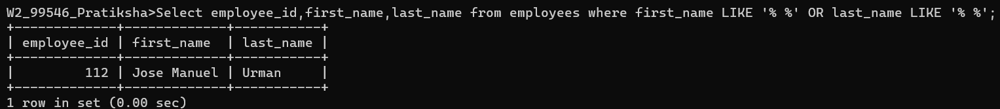 W2_99546_Pratiksha>Select employee_id,first_name,last_name from employees where first_name LIKE '% %' OR last_name LIKE '% %';
+-------------+-------------+-----------+
| employee_id | first_name  | last_name |
+-------------+-------------+-----------+
|         112 | Jose Manuel | Urman     |
+-------------+-------------+-----------+
1 row in set (0.00 sec)